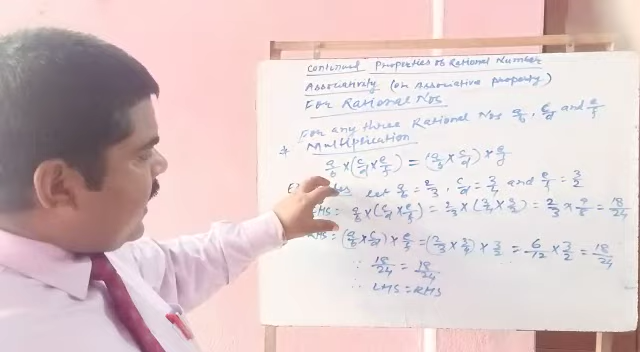 Continued Properties of Rational Number
Associativity (or Associative property)
For Rational Nos
For any three Rational Nos a/b, c/d and e/f
* Multiplication
a/b × (c/d × e/f) = (a/b × c/d) × e/f
let a/b = 2/3, c/d = 3/4 and e/f = 3/2
LHS = a/b × (c/d × e/f) = 2/3 × (3/4 × 3/2) = 2/3 × 9/8 = 18/24
RHS = (a/b × c/d) × e/f = (2/3 × 3/4) × 3/2 = 6/12 × 3/2 = 18/24
∴ 18/24 = 18/24
∴ LHS = RHS